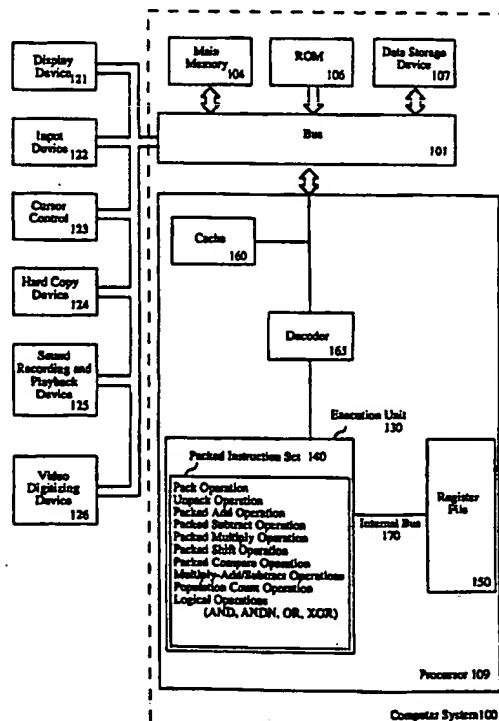 Display
Device
121
Input
Device
122
Cursor
Control
123
Hard Copy
Device
124
Sound
Recording and
Playback
Device
125
Video
Digitizing
Device
126
Main
Memory
104
ROM
106
Data Storage
Device
107
Bus
101
Cache
160
Decoder
165
Execution Unit
130
Packed Instruction Set 140
Pack Operation
Unpack Operation
Packed Add Operation
Packed Subtract Operation
Packed Multiply Operation
Packed Shift Operation
Packed Compare Operation
Multiply-Add/Subtract Operations
Population Count Operation
Logical Operations
(AND, ANDN, OR, XOR)
Internal Bus
170
Register
File
150
Processor 109
Computer System 100